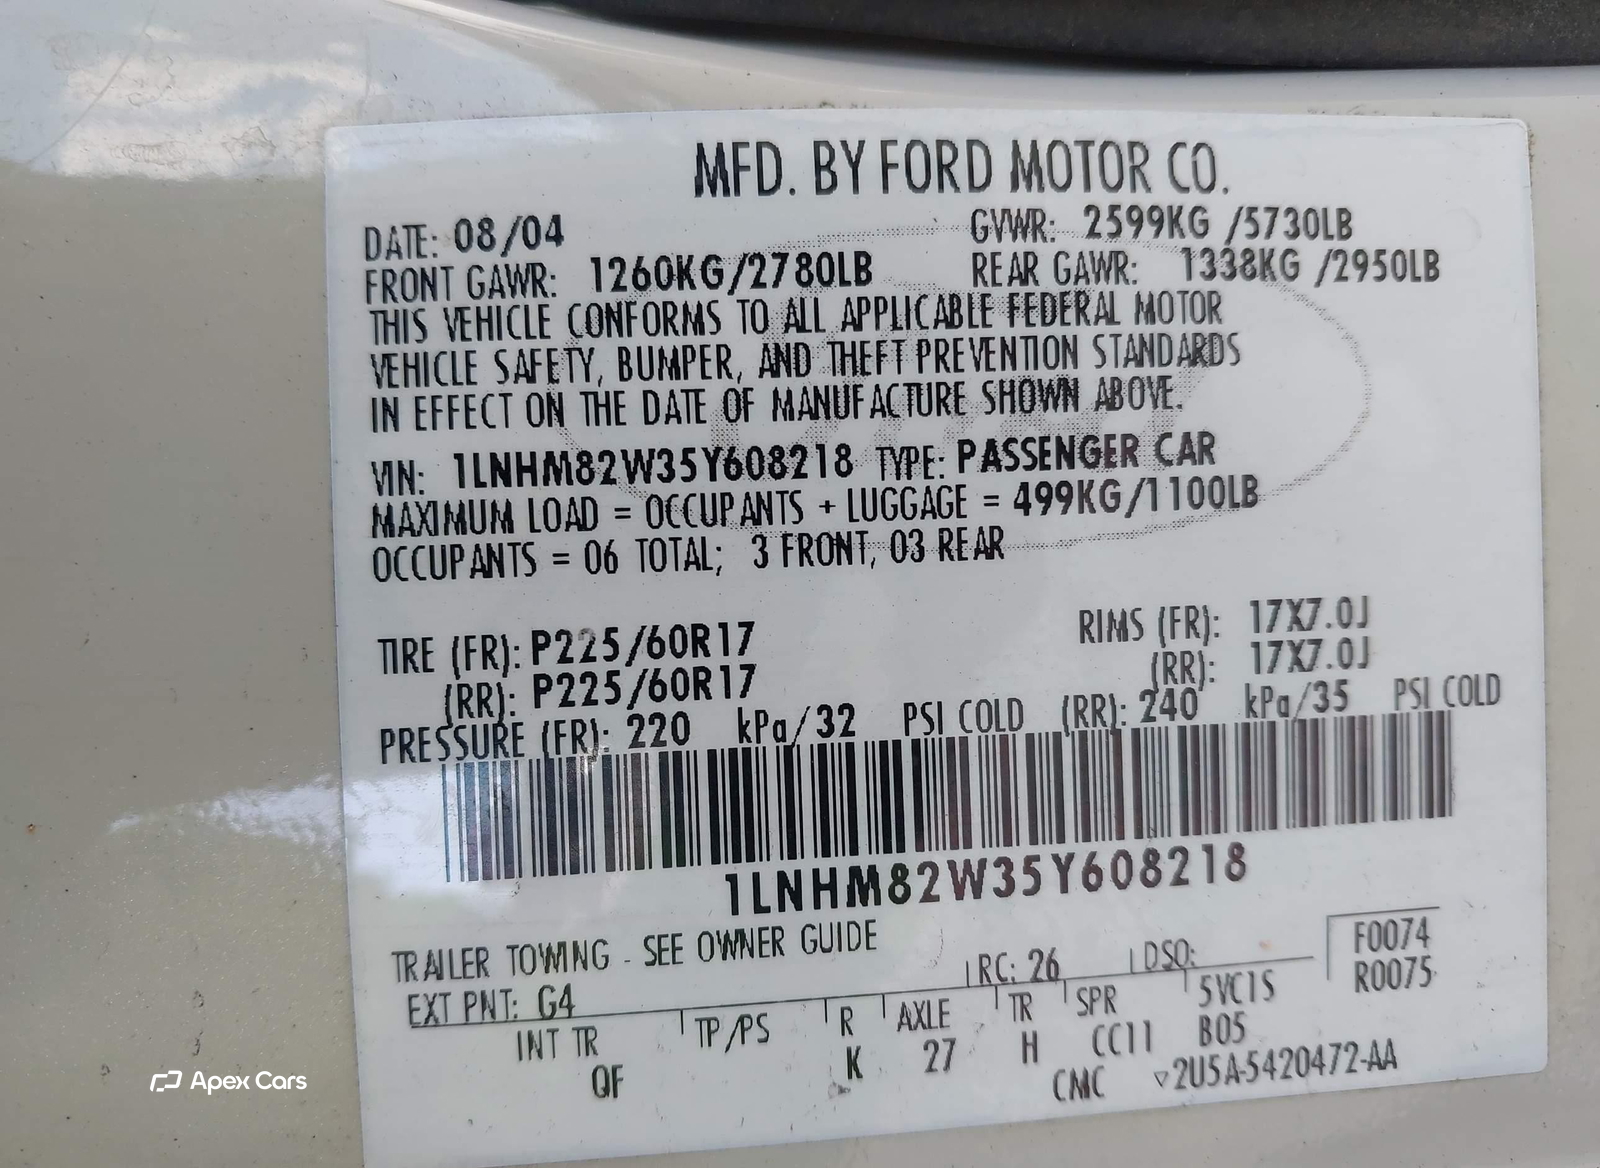 MFD. BY FORD MOTOR CO.
DATE: 08/04 GVWR: 2599KG /5730LB
FRONT GAWR: 1260KG/2780LB REAR GAWR: 1338KG /2950LB
THIS VEHICLE CONFORMS TO ALL APPLICABLE FEDERAL MOTOR
VEHICLE SAFETY, BUMPER, AND THEFT PREVENTION STANDARDS
IN EFFECT ON THE DATE OF MANUFACTURE SHOWN ABOVE.
VIN: 1LNHM82W35Y608218 TYPE: PASSENGER CAR
MAXIMUM LOAD = OCCUPANTS + LUGGAGE = 499KG/1100LB
OCCUPANTS = 06 TOTAL; 3 FRONT, 03 REAR
TIRE (FR): P225/60R17 RIMS (FR): 17X7.0J
(RR): P225/60R17 (RR): 17X7.0J
PRESSURE (FR): 220 kPa/32 PSI COLD (RR): 240 kPa/35 PSI COLD
1LNHM82W35Y608218
TRAILER TOWING - SEE OWNER GUIDE
RC: 26 DSO: F0074
EXT PNT: G4 R0075
INT TR TP/PS R AXLE TR SPR 5VC1S
QF K 27 H CC11 B05
CMC ▽2U5A-5420472-AA
Apex Cars